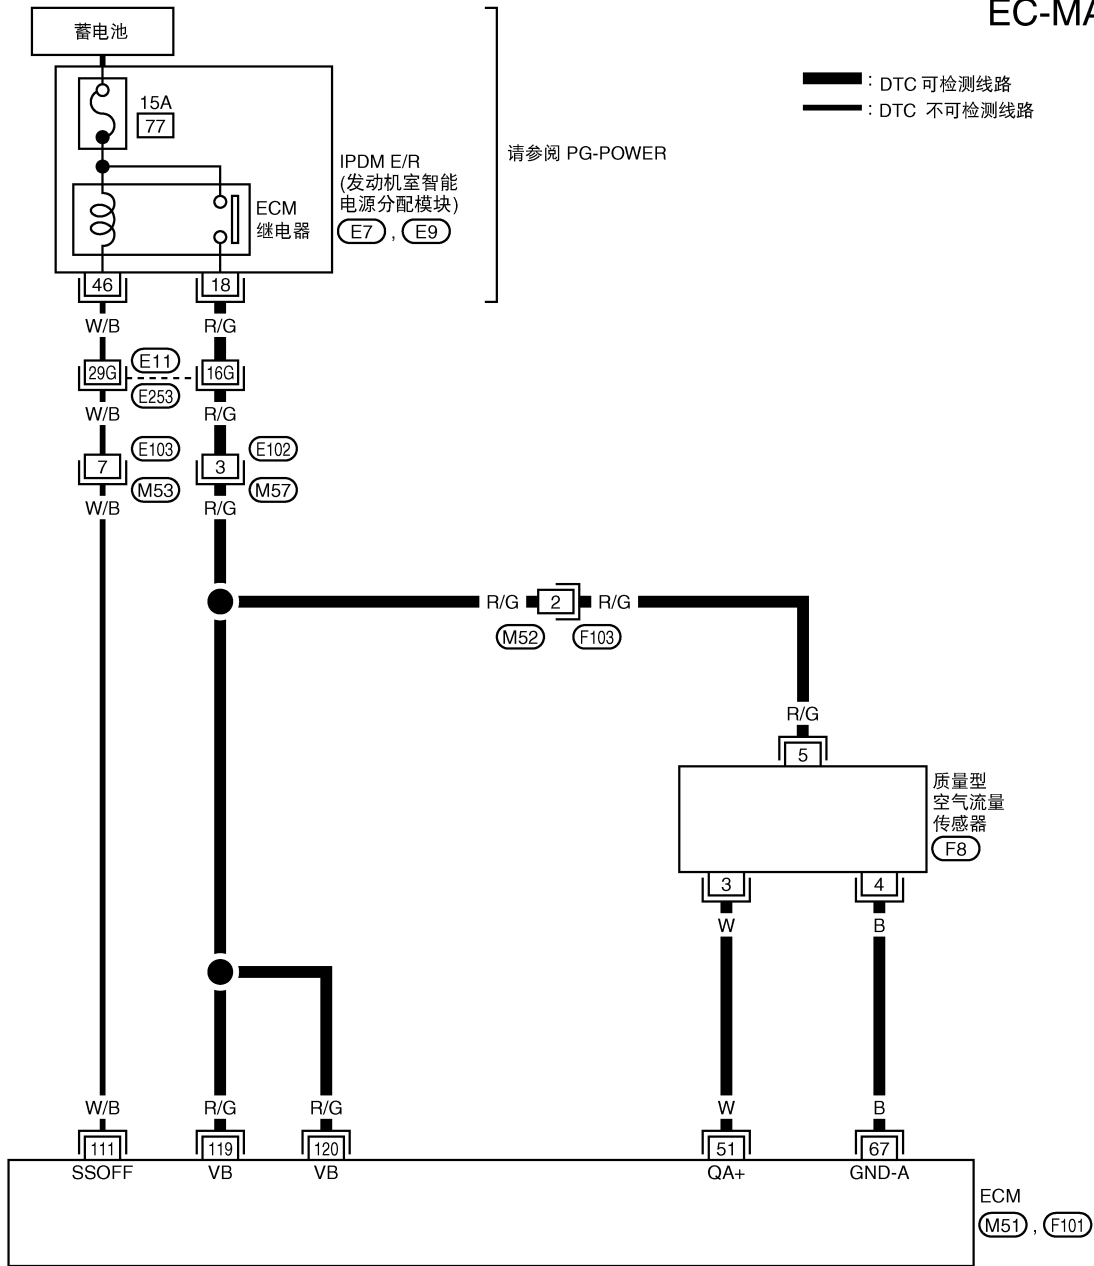 EC-MA
蓄电池
: DTC 可检测线路
: DTC 不可检测线路
15A
77
请参阅 PG-POWER
IPDM E/R
(发动机室智能
电源分配模块)
E7 , E9
ECM
继电器
46
18
W/B
R/G
29G
E11
E253
16G
W/B
R/G
7
E103
M53
3
E102
M57
W/B
R/G
R/G
2
R/G
M52
F103
R/G
5
质量型
空气流量
传感器
F8
3
4
W
B
W/B
R/G
R/G
W
B
111
119
120
51
67
SSOFF
VB
VB
QA+
GND-A
ECM
M51 , F101